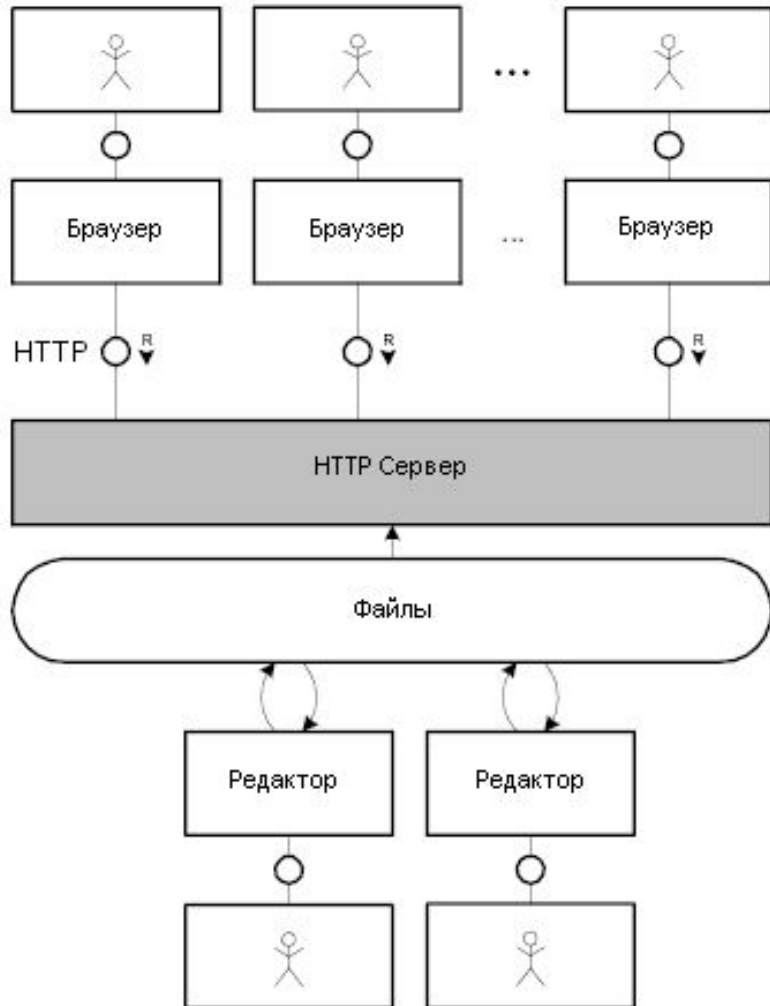 ...
Браузер
Браузер
...
Браузер
HTTP
R
R
R
HTTP Сервер
Файлы
Редактор
Редактор